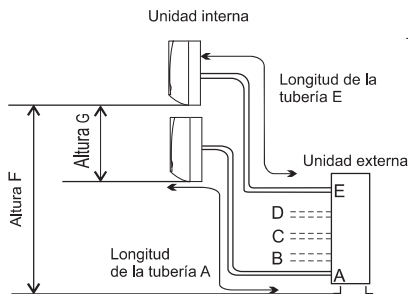 Unidad interna
Longitud de la
tubería E
Altura G
Altura F
Unidad externa
E
D
C
B
A
Longitud
de la tubería A